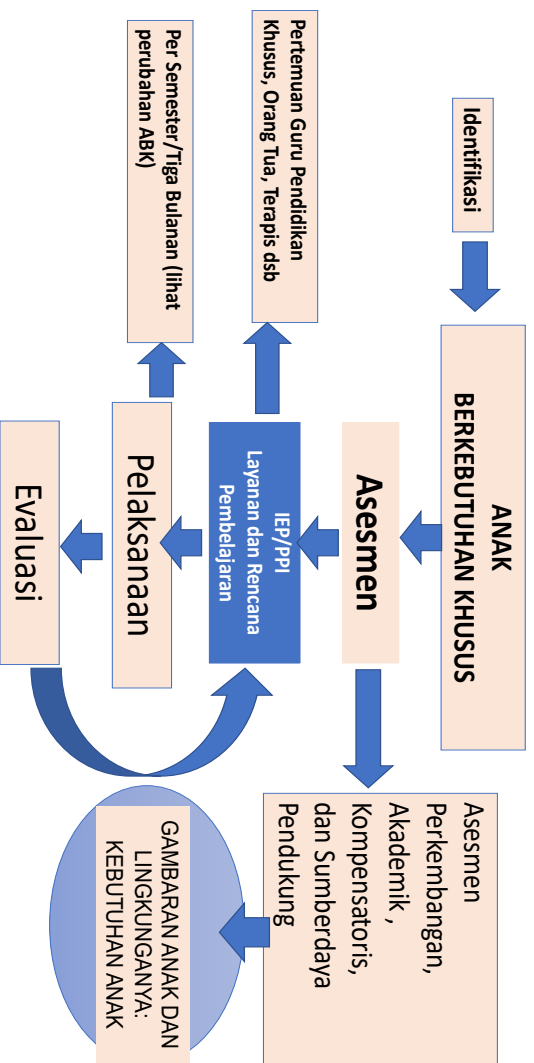 Identifikasi
ANAK
BERKEBUTUHAN KHUSUS
Asesmen
Asesmen
Perkembangan,
Akademik ,
Kompensatoris,
dan Sumberdaya
Pendukung
Pertemuan Guru Pendidikan
Khusus, Orang Tua, Terapis dsb
IEP/PPI
Layanan dan Rencana
Pembelajaran
GAMBARAN ANAK DAN
LINGKUNGANYA:
KEBUTUHAN ANAK
Per Semester/Tiga Bulanan (lihat
perubahan ABK)
Pelaksanaan
Evaluasi